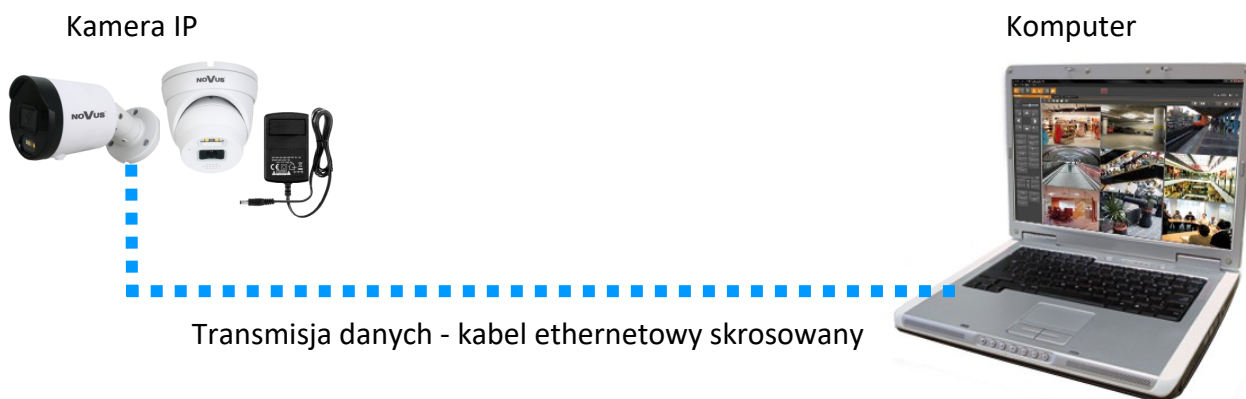 Kamera IP
Komputer
NOVUS
NOVUS
Transmisja danych - kabel ethernetowy skrosowany